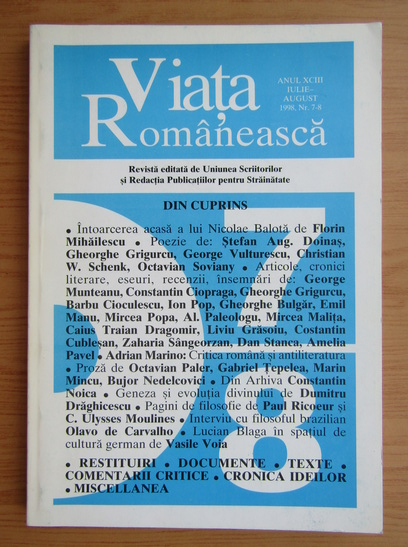 Viața
Românească
ANUL XCIII
IULIE–
AUGUST
1998, Nr. 7-8
Revistă editată de Uniunea Scriitorilor
și Redacția Publicațiilor pentru Străinătate
DIN CUPRINS
• Întoarcerea acasă a lui Nicolae Balotă de Florin
Mihăilescu • Poezie de: Ștefan Aug. Doinaș,
Gheorghe Grigurcu, George Vulturescu, Christian
W. Schenk, Octavian Soviany • Articole, cronici
literare, eseuri, recenzii, însemnări de: George
Munteanu, Constantin Ciopraga, Gheorghe Grigurcu,
Barbu Cioculescu, Ion Pop, Gheorghe Bulgăr, Emil
Manu, Mircea Popa, Al. Paleologu, Mircea Malița,
Caius Traian Dragomir, Liviu Grăsoiu, Costantin
Cubleșan, Zaharia Sângeorzan, Dan Stanca, Amelia
Pavel • Adrian Marino: Critica română și antiliteratura •
Proză de Octavian Paler, Gabriel Țepelea, Marin
Mincu, Bujor Nedelcovici • Din Arhiva Constantin
Noica • Geneza și evoluția divinului de Dumitru
Drăghicescu • Pagini de filosofie de Paul Ricoeur și
C. Ulysses Moulines • Interviu cu filosoful brazilian
Olavo de Carvalho • Lucian Blaga în spațiul de
cultură german de Vasile Voia
• RESTITUIRI • DOCUMENTE • TEXTE •
COMENTARII CRITICE • CRONICA IDEILOR
• MISCELLANEA
7
8